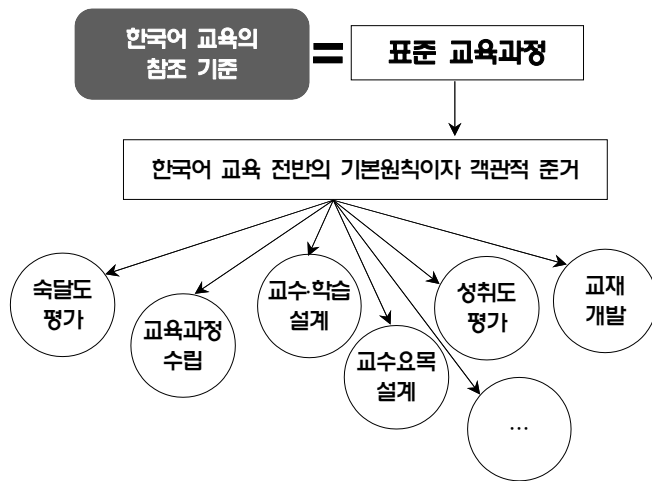 한국어 교육의
참조 기준
=
표준 교육과정
한국어 교육 전반의 기본원칙이자 객관적 준거
숙달도
평가
교육과정
수립
교수·학습
설계
교수요목
설계
성취도
평가
교재
개발
…